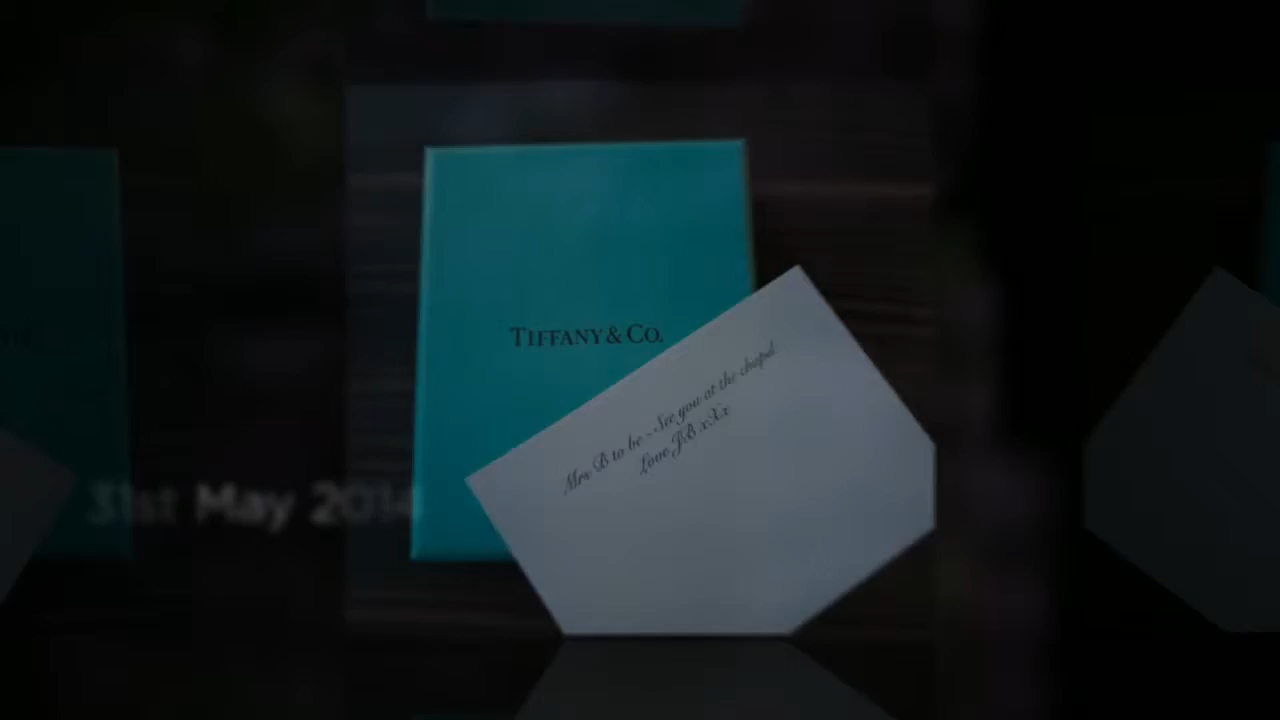 TIFFANY & CO.
Mrs B to be - See you at the chapel.
Love JB xXx
31st May 2014